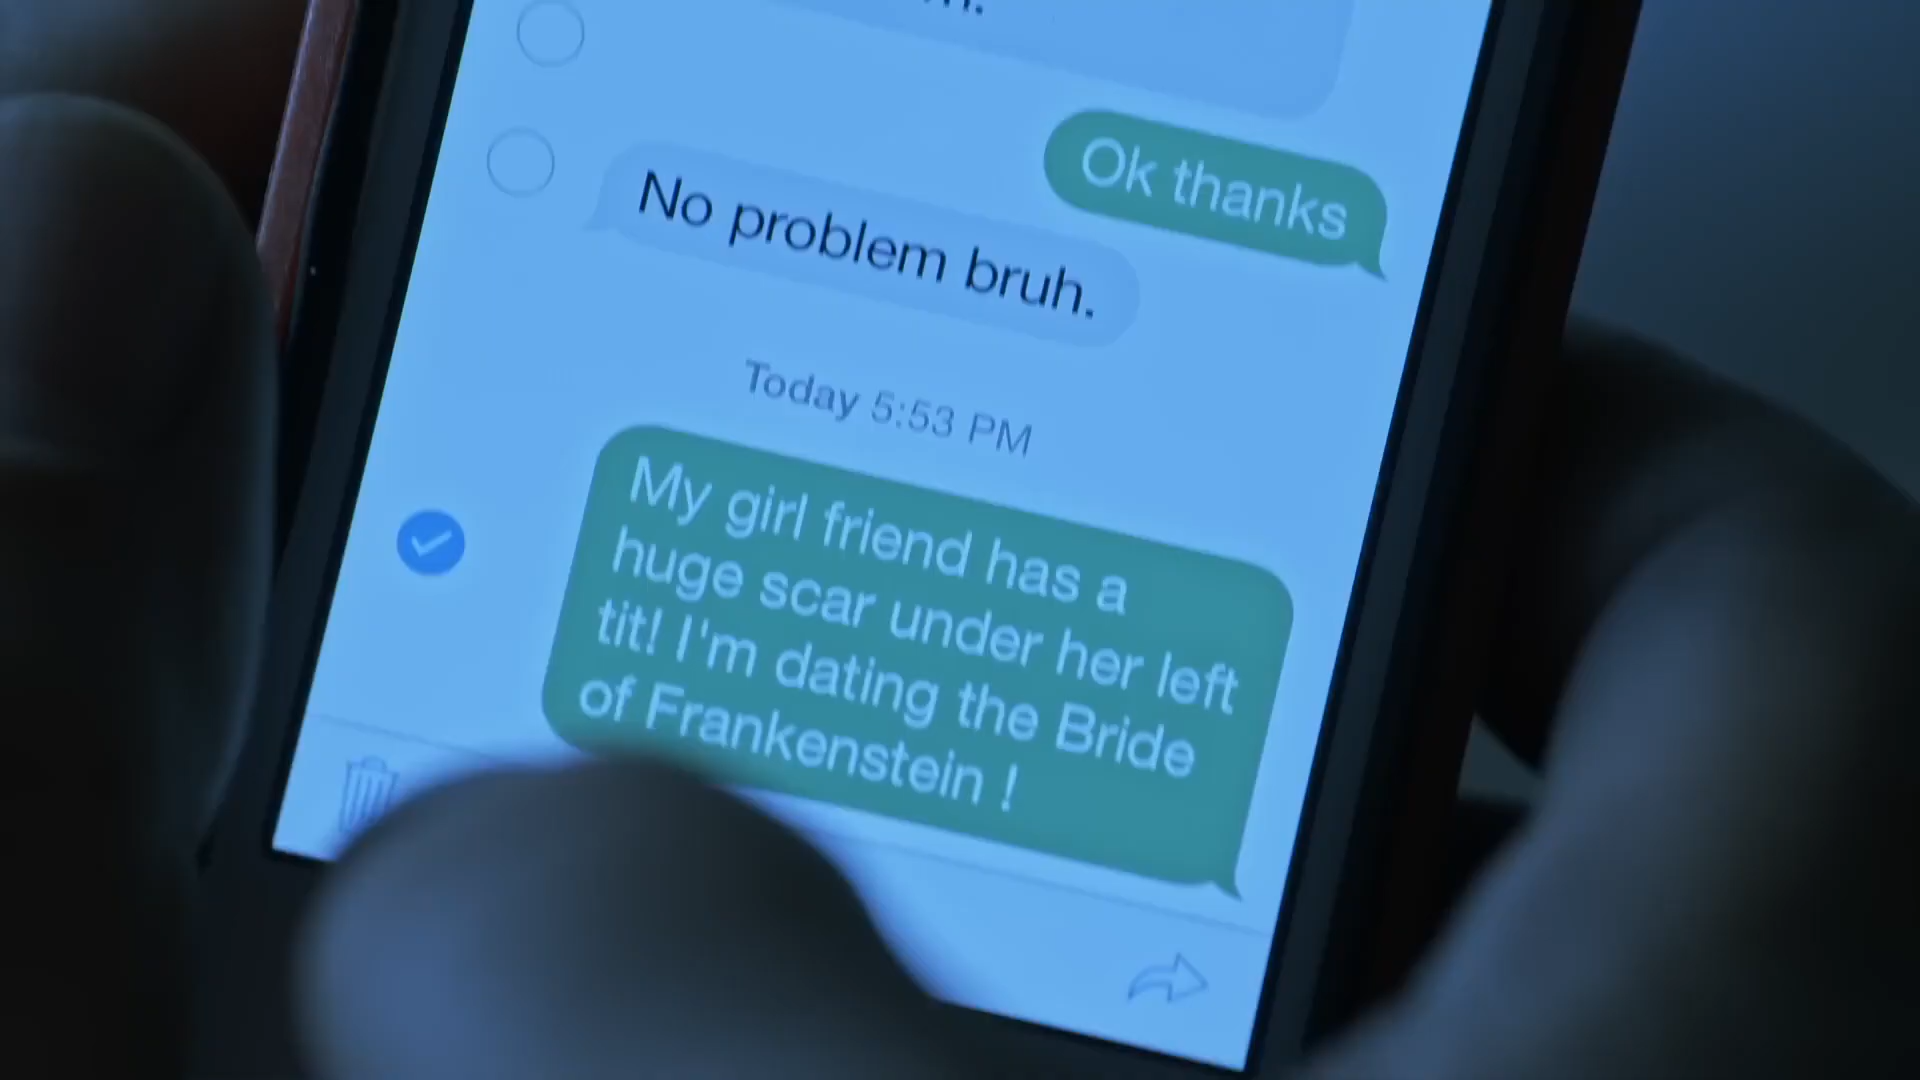 Ok thanks
No problem bruh.
Today 5:53 PM
My girl friend has a
huge scar under her left
tit! I'm dating the Bride
of Frankenstein !